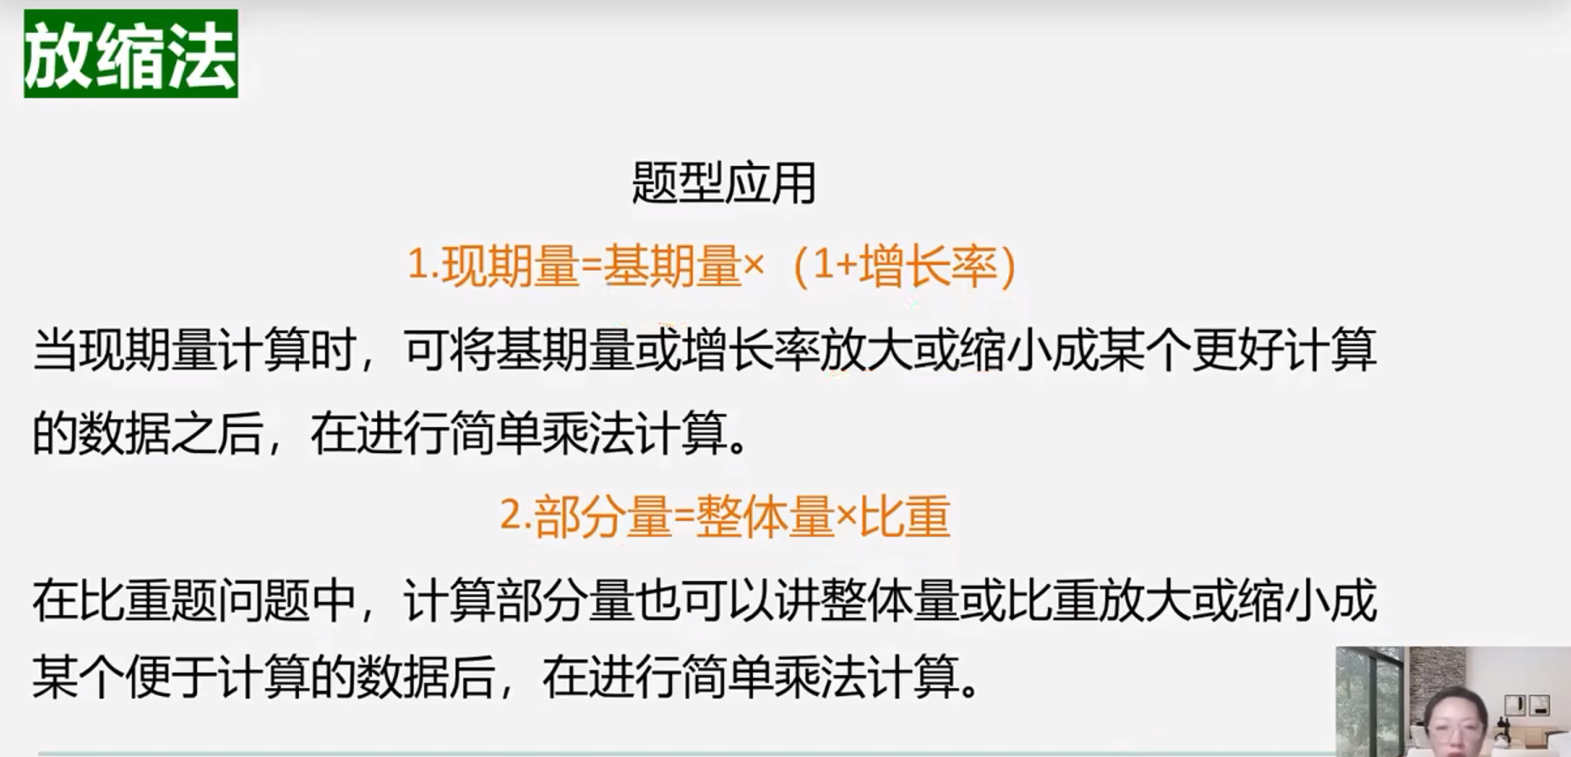 放缩法
题型应用
1.现期量=基期量×（1+增长率）
当现期量计算时，可将基期量或增长率放大或缩小成某个更好计算
的数据之后，在进行简单乘法计算。
2.部分量=整体量×比重
在比重题问题中，计算部分量也可以讲整体量或比重放大或缩小成
某个便于计算的数据后，在进行简单乘法计算。